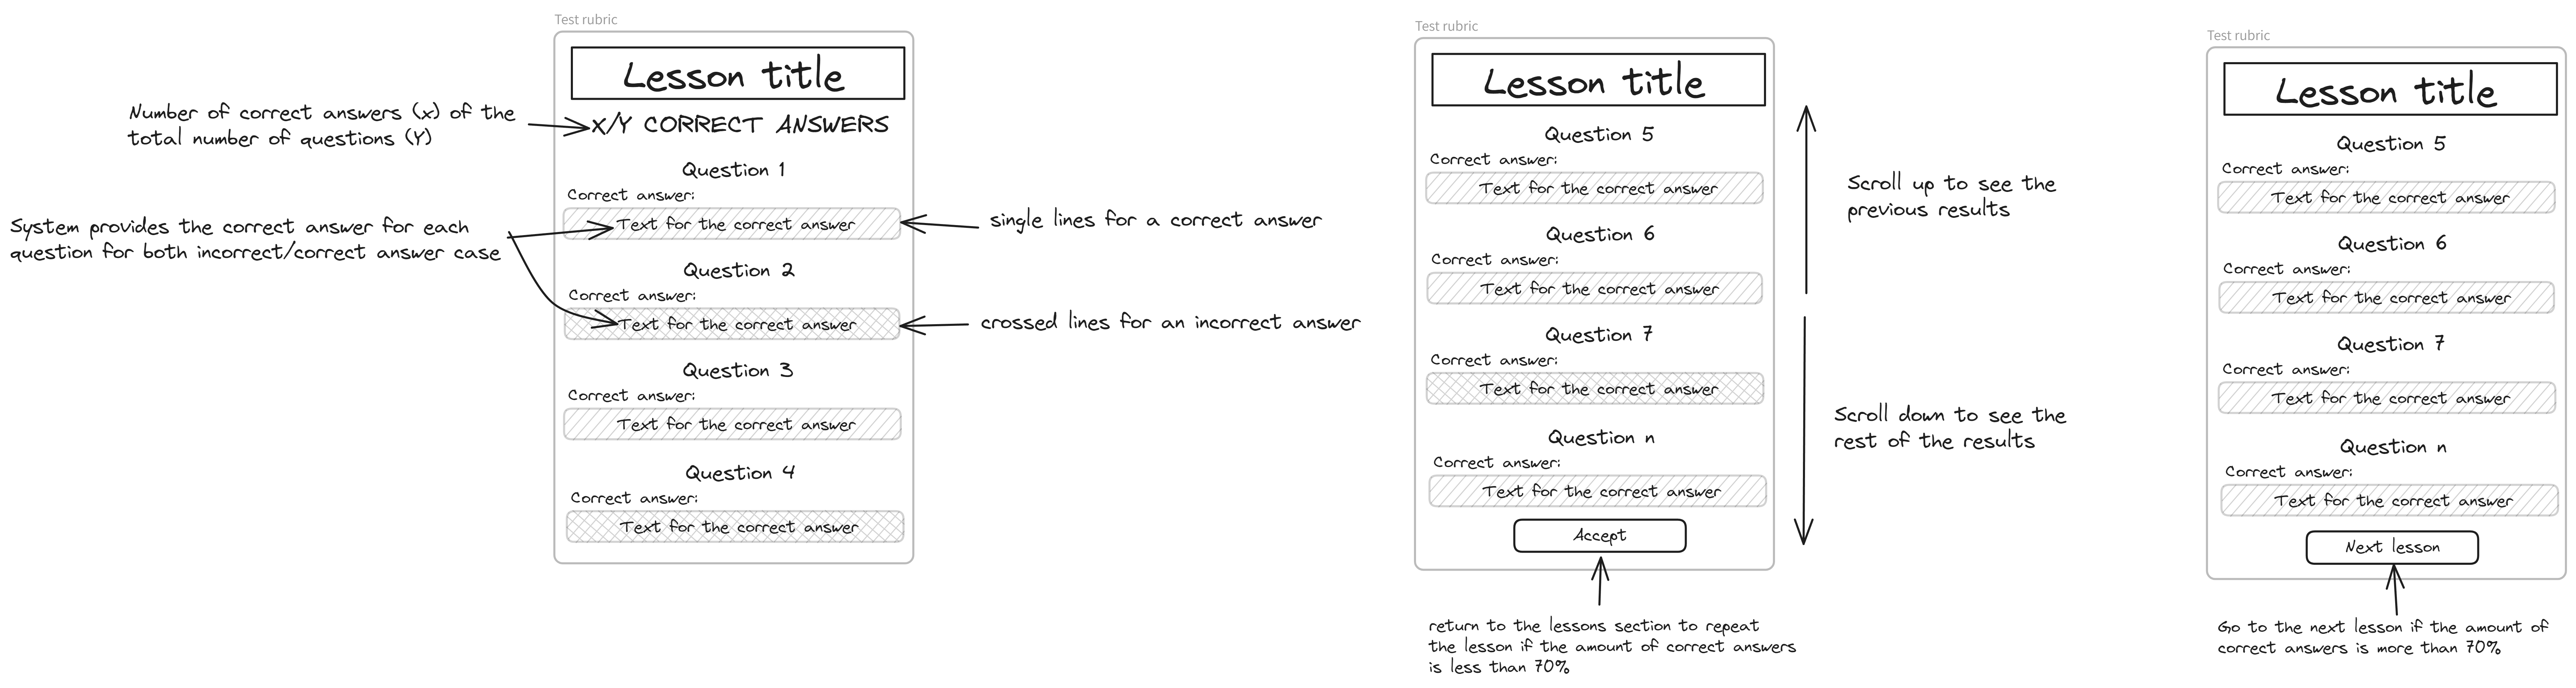 Test rubric
Lesson title
Number of correct answers (x) of the
total number of questions (Y)
X/Y CORRECT ANSWERS
Question 1
Correct answer:
Text for the correct answer
System provides the correct answer for each
question for both incorrect/correct answer case
single lines for a correct answer
Question 2
Correct answer:
Text for the correct answer
crossed lines for an incorrect answer
Question 3
Correct answer:
Text for the correct answer
Question 4
Correct answer:
Text for the correct answer
Test rubric
Lesson title
Question 5
Correct answer:
Text for the correct answer
Question 6
Correct answer:
Text for the correct answer
Question 7
Correct answer:
Text for the correct answer
Question n
Correct answer:
Text for the correct answer
Accept
Scroll up to see the
previous results
Scroll down to see the
rest of the results
return to the lessons section to repeat
the lesson if the amount of correct answers
is less than 70%
Test rubric
Lesson title
Question 5
Correct answer:
Text for the correct answer
Question 6
Correct answer:
Text for the correct answer
Question 7
Correct answer:
Text for the correct answer
Question n
Correct answer:
Text for the correct answer
Next lesson
Go to the next lesson if the amount of
correct answers is more than 70%